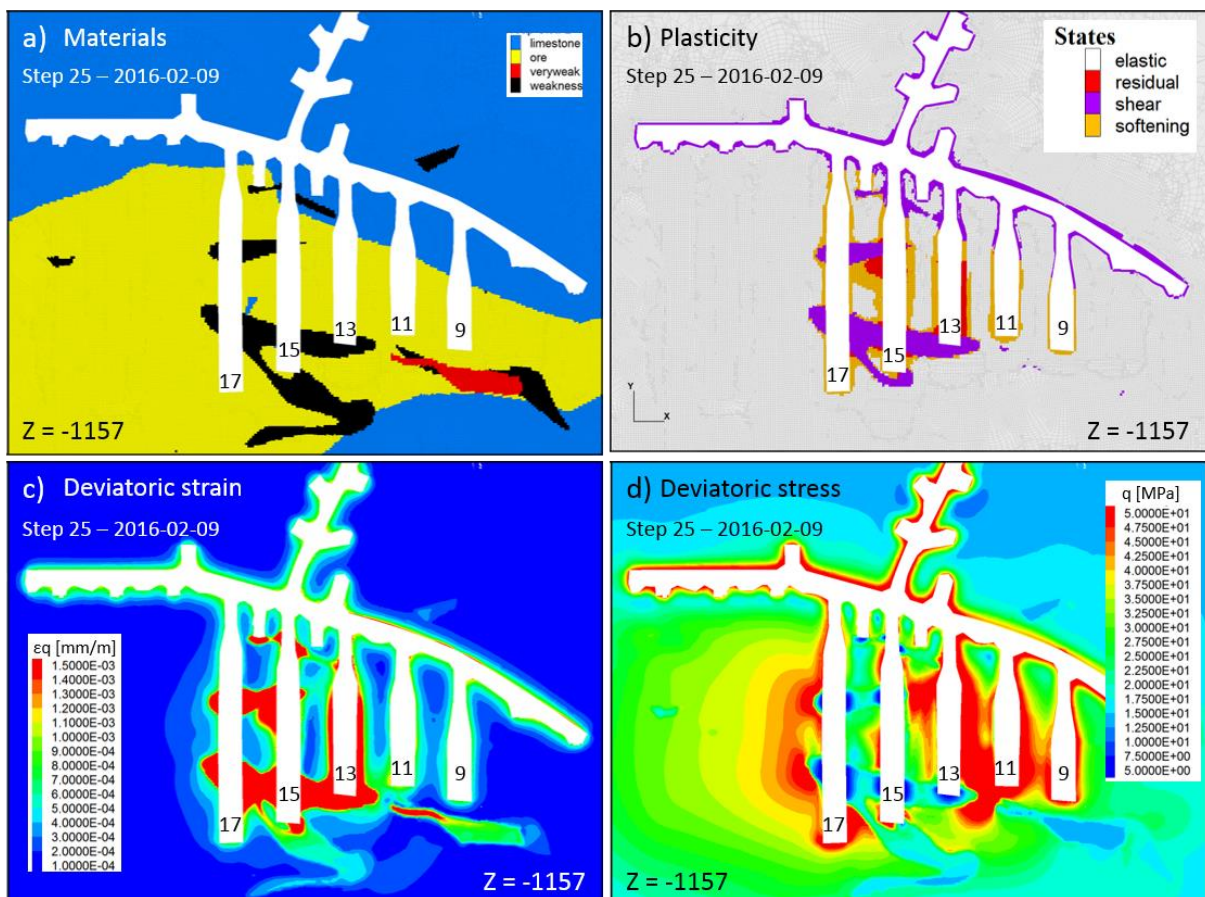 a) Materials
Step 25 – 2016-02-09
limestone
ore
veryweak
weakness
17
15
13
11
9
Z = -1157
b) Plasticity
Step 25 – 2016-02-09
States
elastic
residual
shear
softening
17
15
13
11
9
Y
X
Z = -1157
c) Deviatoric strain
Step 25 – 2016-02-09
εq [mm/m]
1.5000E-03
1.4000E-03
1.3000E-03
1.2000E-03
1.1000E-03
1.0000E-03
9.0000E-04
8.0000E-04
7.0000E-04
6.0000E-04
5.0000E-04
4.0000E-04
3.0000E-04
2.0000E-04
1.0000E-04
17
15
13
11
9
Z = -1157
d) Deviatoric stress
Step 25 – 2016-02-09
q [MPa]
5.0000E+01
4.7500E+01
4.5000E+01
4.2500E+01
4.0000E+01
3.7500E+01
3.5000E+01
3.2500E+01
3.0000E+01
2.7500E+01
2.5000E+01
2.2500E+01
2.0000E+01
1.7500E+01
1.5000E+01
1.2500E+01
1.0000E+01
7.5000E+00
5.0000E+00
17
15
13
11
9
Z = -1157